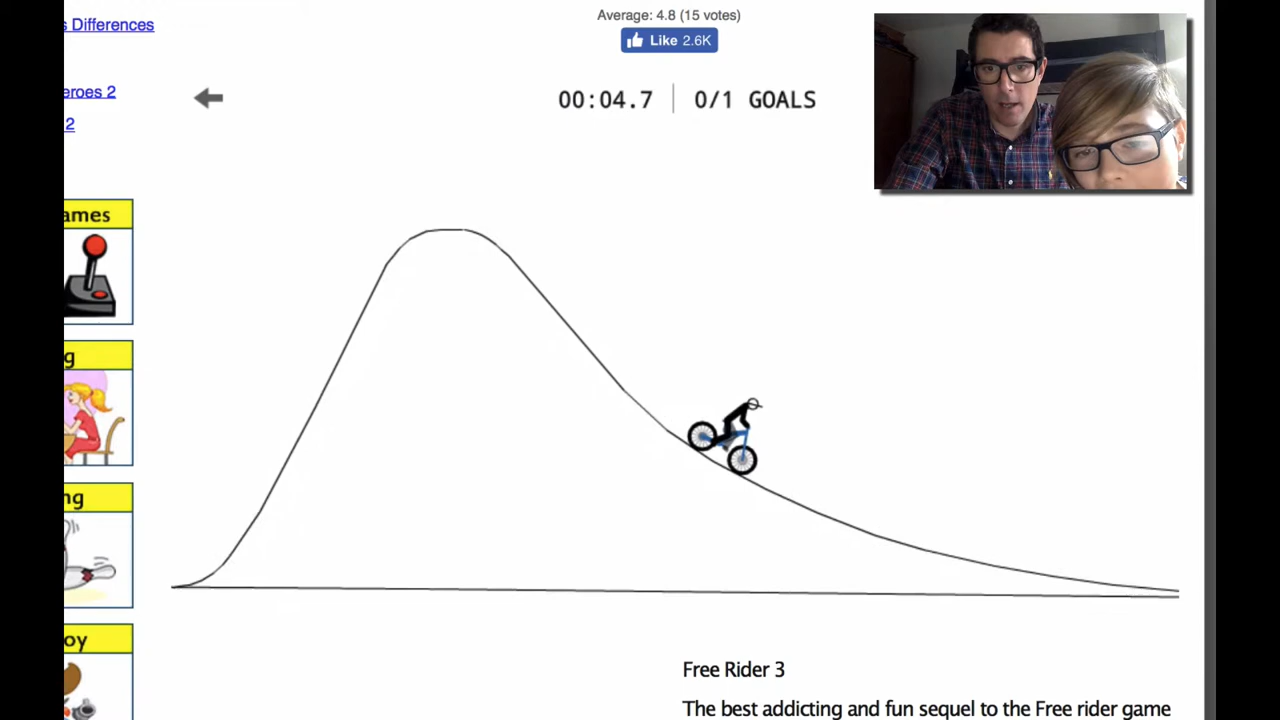 s Differences
Average: 4.8 (15 votes)
Like 2.6K
eroes 2
00:04.7 0/1 GOALS
2
ames
g
ng
oy
Free Rider 3
The best addicting and fun sequel to the Free rider game